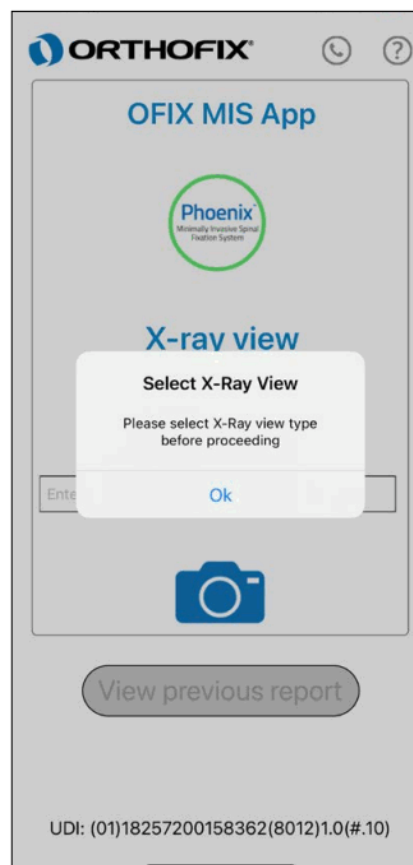 ORTHOFIX®
OFIX MIS App
Phoenix™
Minimally Invasive Spinal
Fixation System
X-ray view
Select X-Ray View
Please select X-Ray view type
before proceeding
Ente
Ok
View previous report
UDI: (01)18257200158362(8012)1.0(#.10)